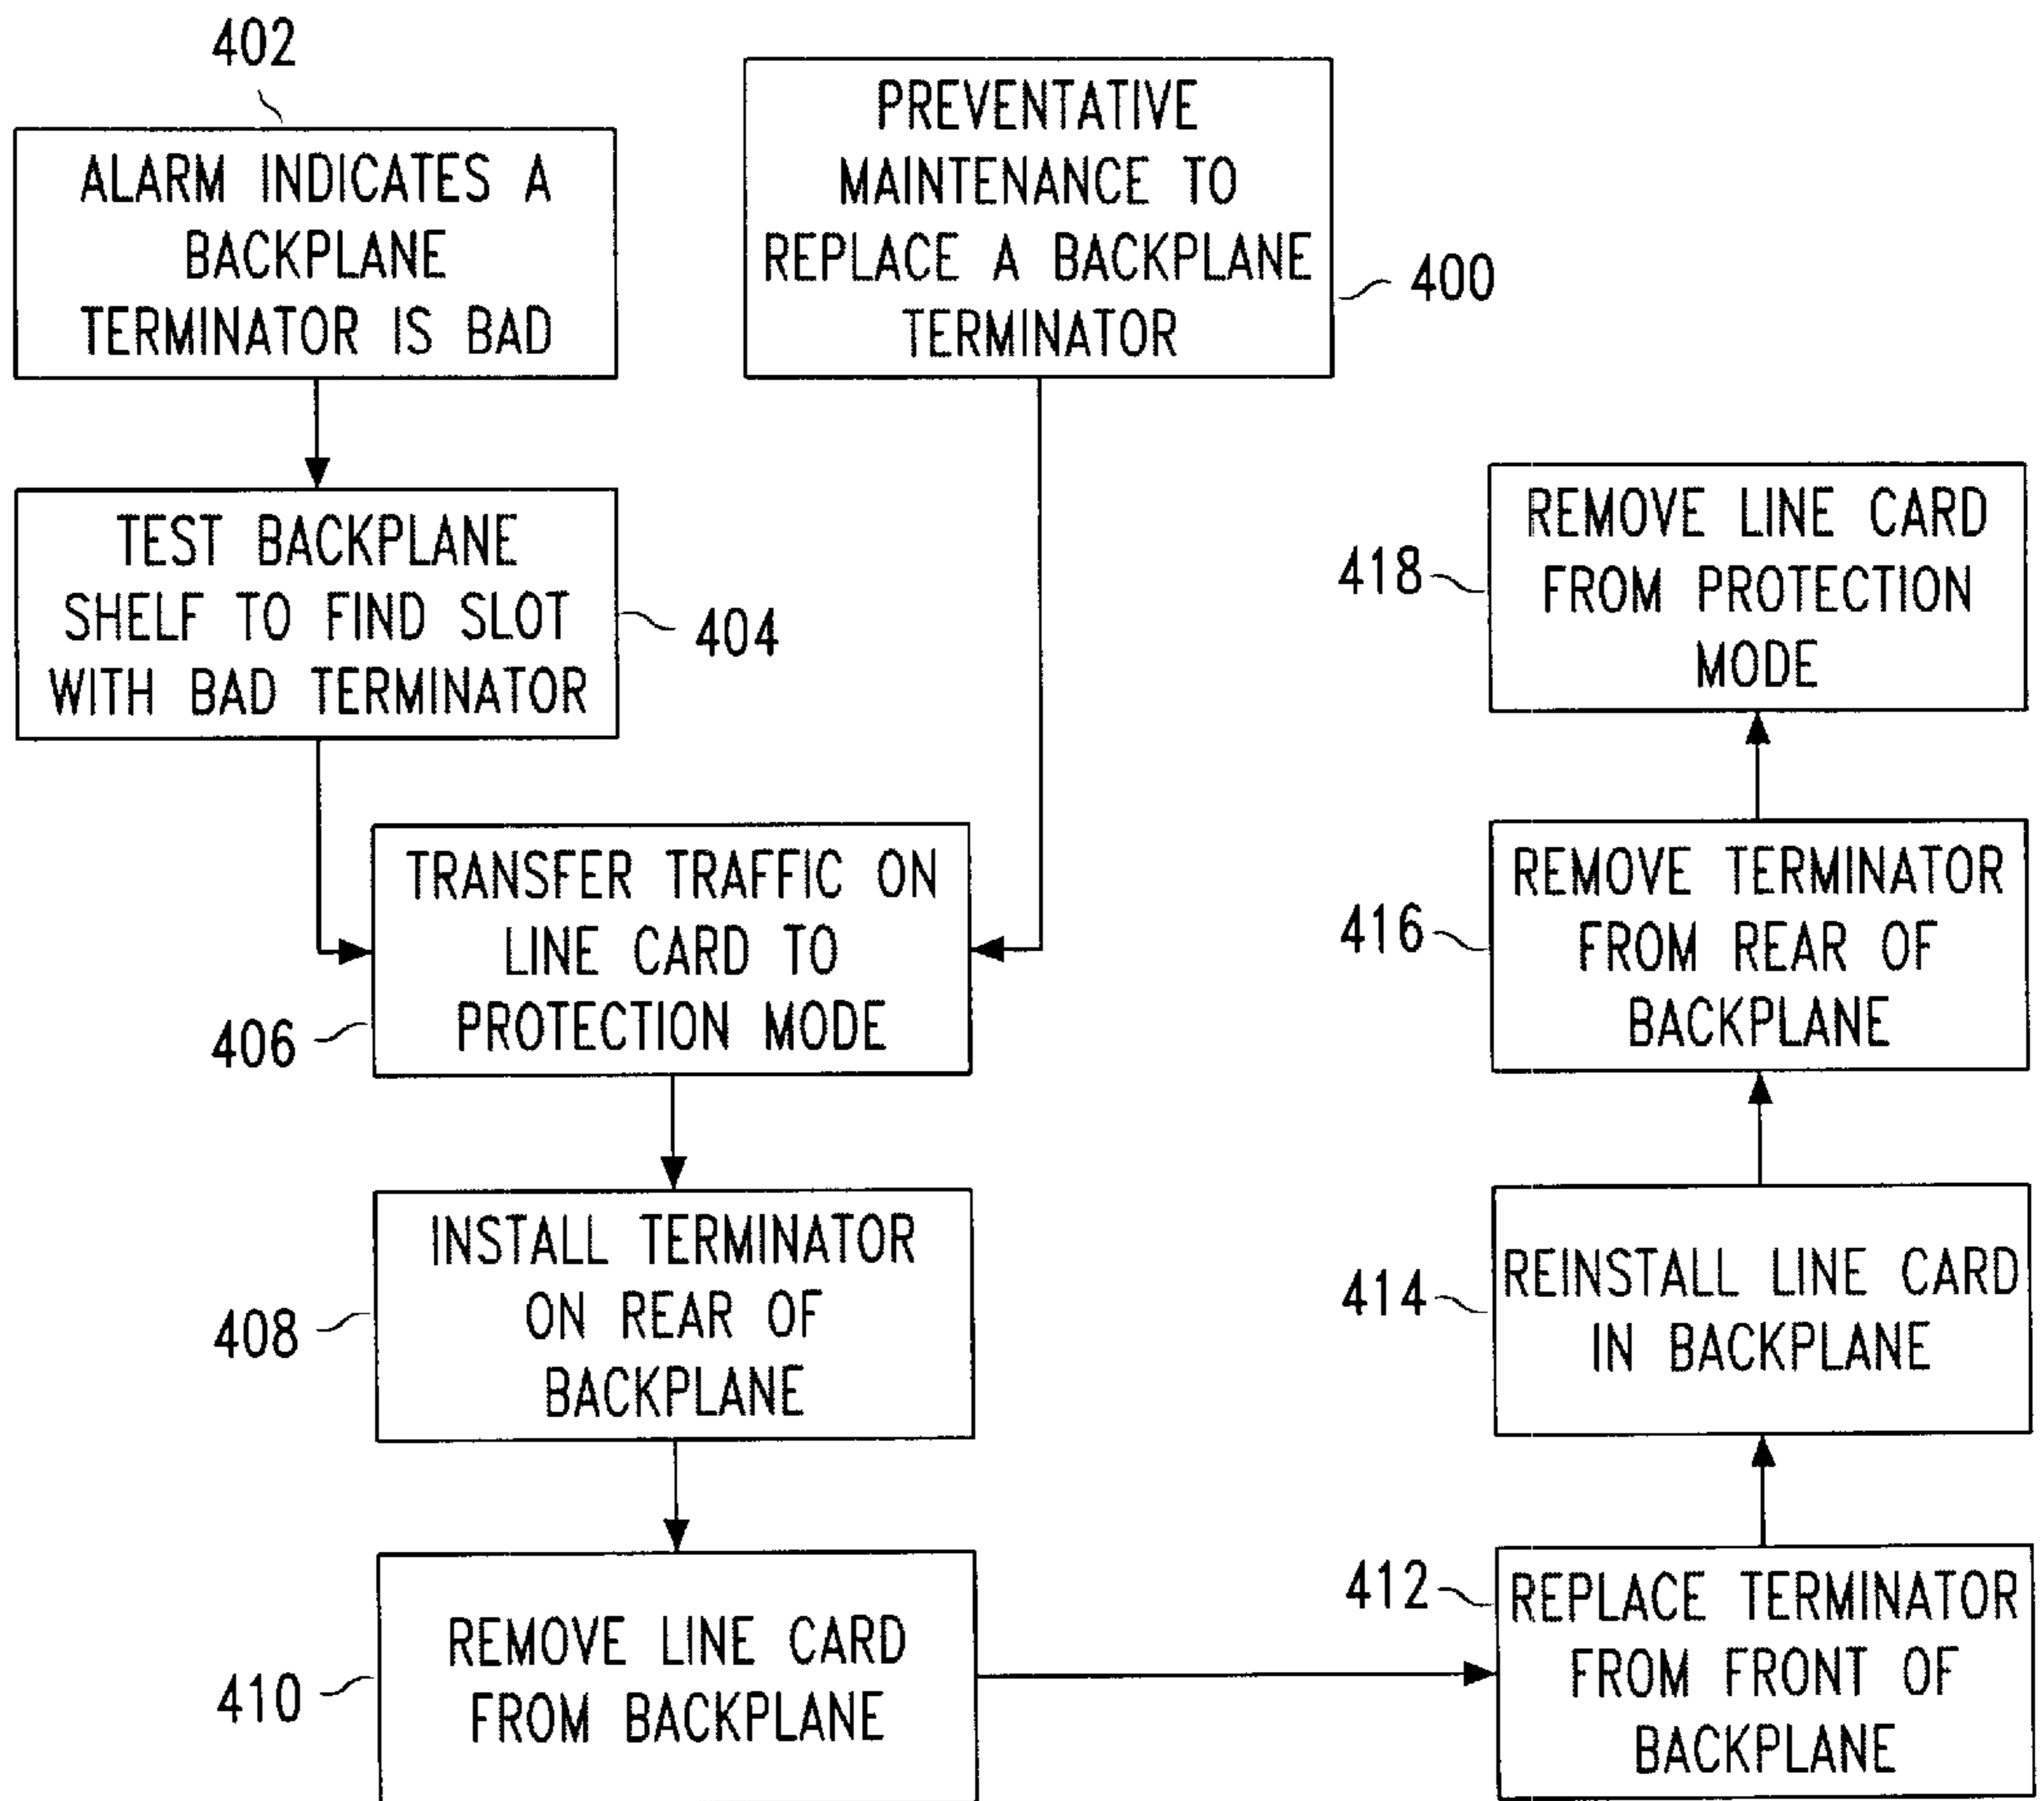 402
ALARM INDICATES A
BACKPLANE
TERMINATOR IS BAD
PREVENTATIVE
MAINTENANCE TO
REPLACE A BACKPLANE
TERMINATOR
400
TEST BACKPLANE
SHELF TO FIND SLOT
WITH BAD TERMINATOR
404
TRANSFER TRAFFIC ON
LINE CARD TO
PROTECTION MODE
406
INSTALL TERMINATOR
ON REAR OF
BACKPLANE
408
REMOVE LINE CARD
FROM BACKPLANE
410
412
REPLACE TERMINATOR
FROM FRONT OF
BACKPLANE
414
REINSTALL LINE CARD
IN BACKPLANE
416
REMOVE TERMINATOR
FROM REAR OF
BACKPLANE
418
REMOVE LINE CARD
FROM PROTECTION
MODE